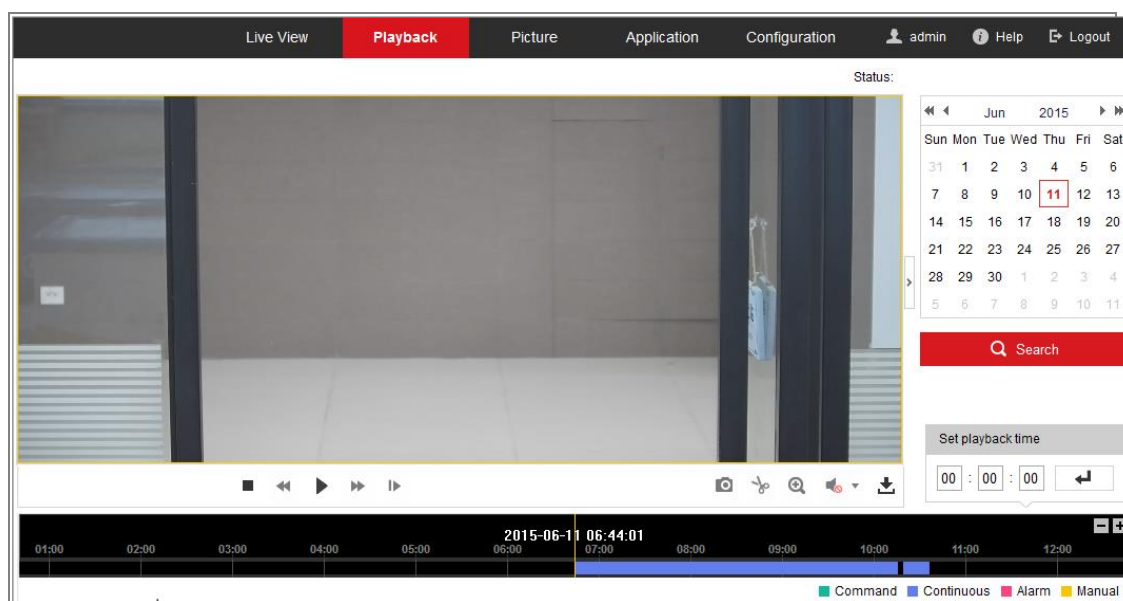 Live View Playback Picture Application Configuration admin Help Logout
Status:
Jun 2015
Sun Mon Tue Wed Thu Fri Sat
31 1 2 3 4 5 6
7 8 9 10 11 12 13
14 15 16 17 18 19 20
21 22 23 24 25 26 27
28 29 30 1 2 3 4
5 6 7 8 9 10 11
Search
Set playback time
00 : 00 : 00
2015-06-11 06:44:01
01:00 02:00 03:00 04:00 05:00 06:00 07:00 08:00 09:00 10:00 11:00 12:00
Command Continuous Alarm Manual